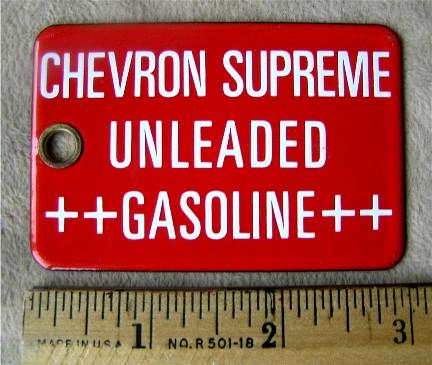 CHEVRON SUPREME
UNLEADED
++GASOLINE++
MADE IN U.S.A. 1 NO. R 501-18 2 3